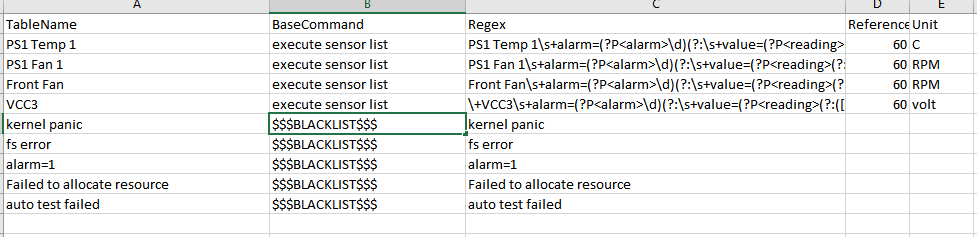 A B C D E
TableName BaseCommand Regex Reference Unit
PS1 Temp 1 execute sensor list PS1 Temp 1\s+alarm=(?P<alarm>\d)(?:\s+value=(?P<reading> 60 C
PS1 Fan 1 execute sensor list PS1 Fan 1\s+alarm=(?P<alarm>\d)(?:\s+value=(?P<reading>(?: 60 RPM
Front Fan execute sensor list Front Fan\s+alarm=(?P<alarm>\d)(?:\s+value=(?P<reading>(? 60 RPM
VCC3 execute sensor list \+VCC3\s+alarm=(?P<alarm>\d)(?:\s+value=(?P<reading>(?:([ 60 volt
kernel panic $$$BLACKLIST$$$ kernel panic
fs error $$$BLACKLIST$$$ fs error
alarm=1 $$$BLACKLIST$$$ alarm=1
Failed to allocate resource $$$BLACKLIST$$$ Failed to allocate resource
auto test failed $$$BLACKLIST$$$ auto test failed